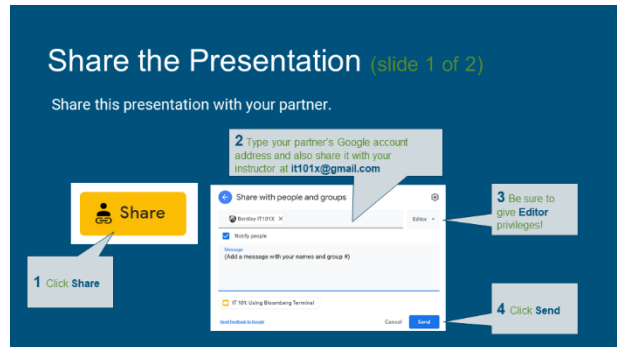 Share the Presentation (slide 1 of 2)
Share this presentation with your partner.
2 Type your partner's Google account
address and also share it with your
instructor at it101x@gmail.com
Share
1 Click Share
Share with people and groups
Bentley IT101X
Editor
Notify people
Message
(Add a message with your names and group #)
IT 101: Using Bloomberg Terminal
Send feedback to Google
Cancel
Send
3 Be sure to
give Editor
privileges!
4 Click Send